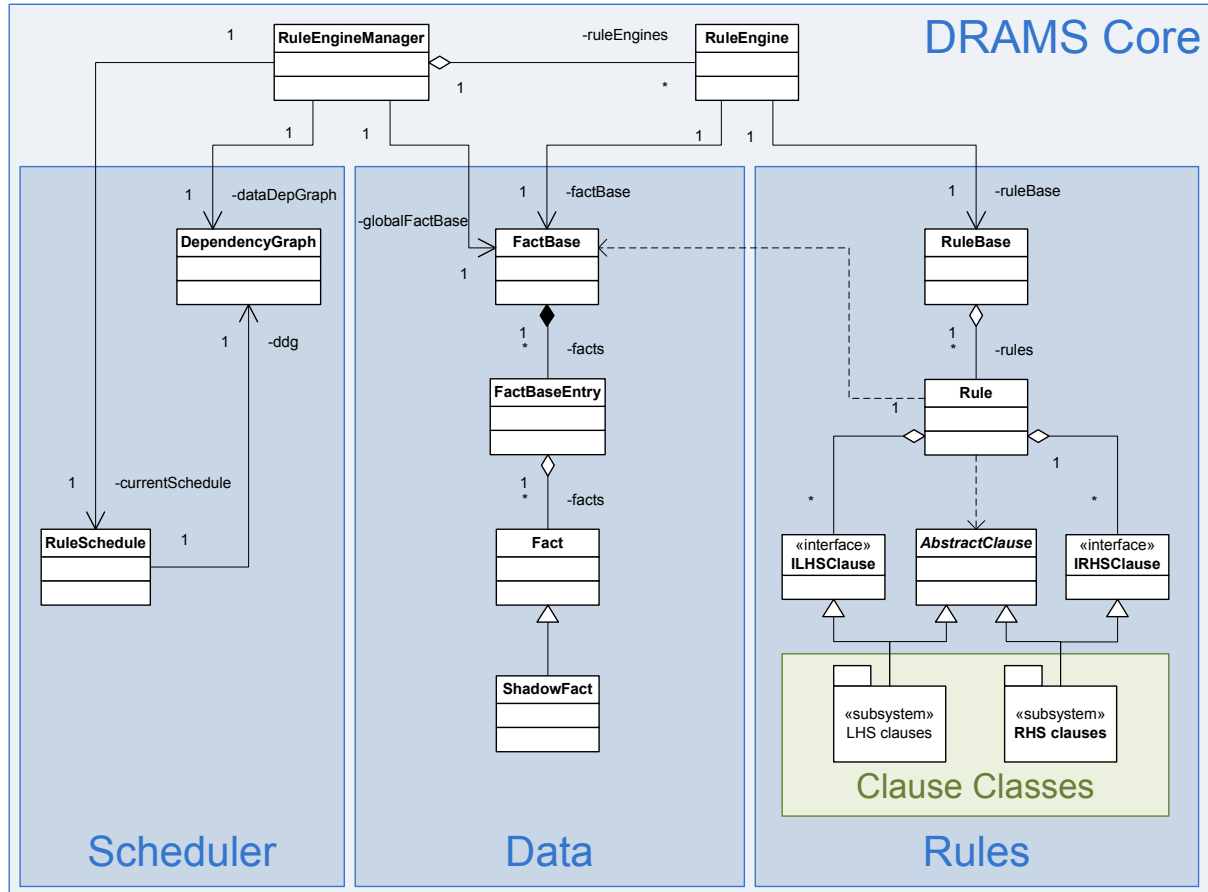 DRAMS Core
RuleEngineManager
RuleEngine
1
-ruleEngines
1
*
1
1
1
1
1
-dataDepGraph
-globalFactBase
1
1
-factBase
1
-ruleBase
DependencyGraph
FactBase
RuleBase
1
-ddg
1
*
-facts
1
*
-rules
FactBaseEntry
Rule
1
1
1
*
-facts
*
*
1
-currentSchedule
RuleSchedule
1
Fact
«interface»
ILHSClause
AbstractClause
«interface»
IRHSClause
ShadowFact
«subsystem»
LHS clauses
«subsystem»
RHS clauses
Clause Classes
Scheduler
Data
Rules